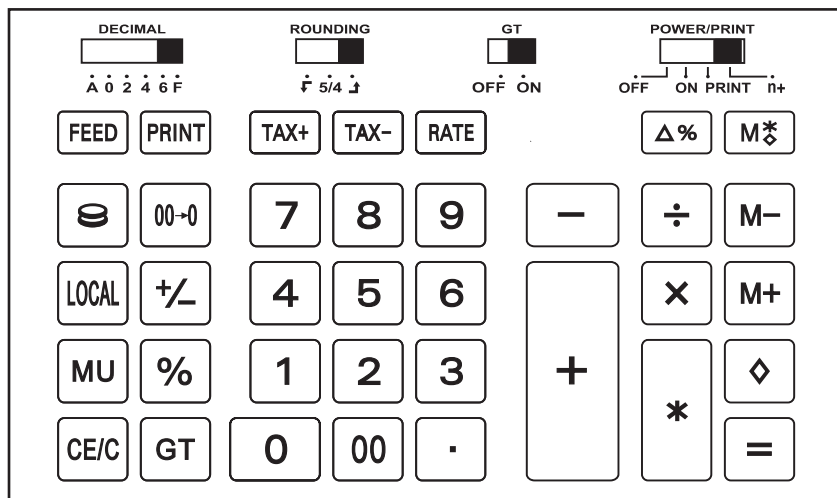 DECIMAL ROUNDING GT POWER/PRINT
A 0 2 4 6 F 5/4 OFF ON OFF ON PRINT n+
FEED PRINT TAX+ TAX- RATE △% M*◇
00→0 7 8 9 − ÷ M−
LOCAL +/− 4 5 6 + × M+
MU % 1 2 3 * ◇
CE/C GT 0 00 . =